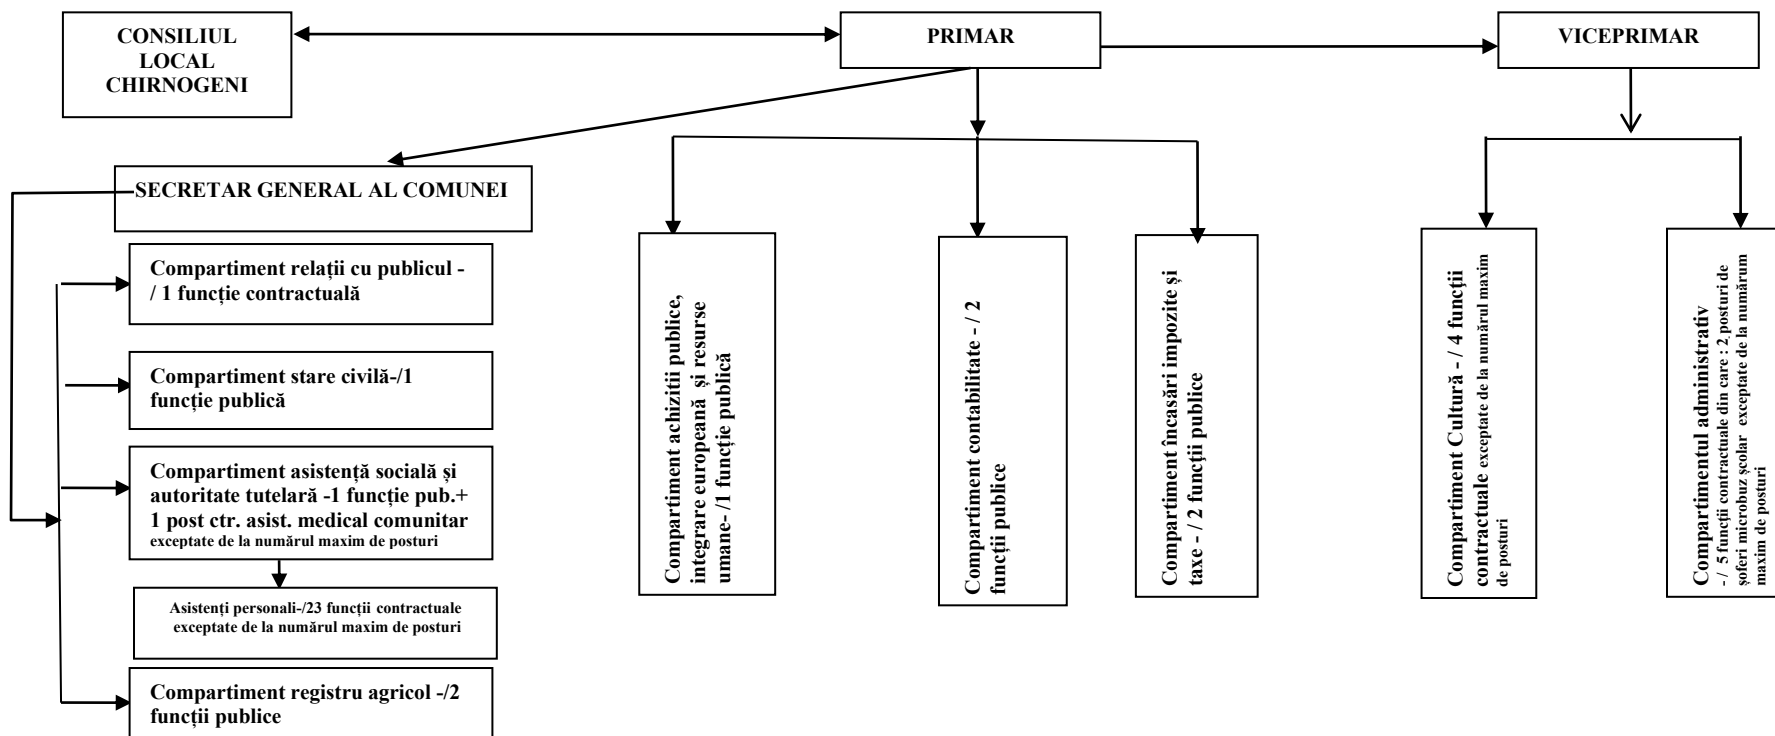 CONSILIUL
LOCAL
CHIRNOGENI
PRIMAR
VICEPRIMAR
SECRETAR GENERAL AL COMUNEI
Compartiment relații cu publicul -
/ 1 funcție contractuală
Compartiment stare civilă-/1
funcție publică
Compartiment asistență socială și
autoritate tutelară -1 funcție pub.+
1 post ctr. asist. medical comunitar
exceptate de la numărul maxim de posturi
Asistenți personali-/23 funcții contractuale
exceptate de la numărul maxim de posturi
Compartiment registru agricol -/2
funcții publice
Compartiment achizitii publice,
integrare europeană și resurse
umane- /1 funcție publică
Compartiment contabilitate - / 2
funcții publice
Compartiment încasări impozite și
taxe - / 2 funcții publice
Compartiment Cultură - / 4 funcții
contractuale exceptate de la numărul maxim
de posturi
Compartimentul administrativ
-/ 5 funcții contractuale din care : 2 posturi de
șoferi microbuz școlar exceptate de la numărum
maxim de posturi